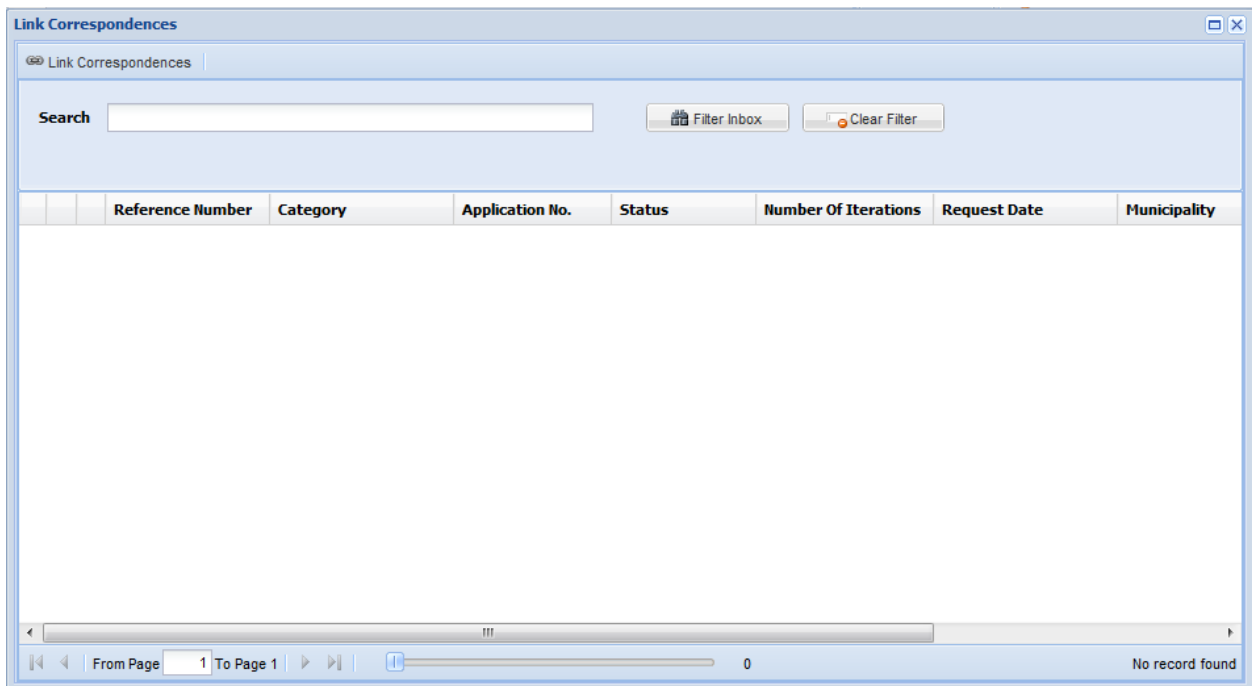 Link Correspondences
Link Correspondences
Search Filter Inbox Clear Filter
Reference Number Category Application No. Status Number Of Iterations Request Date Municipality
From Page 1 To Page 1 0 No record found